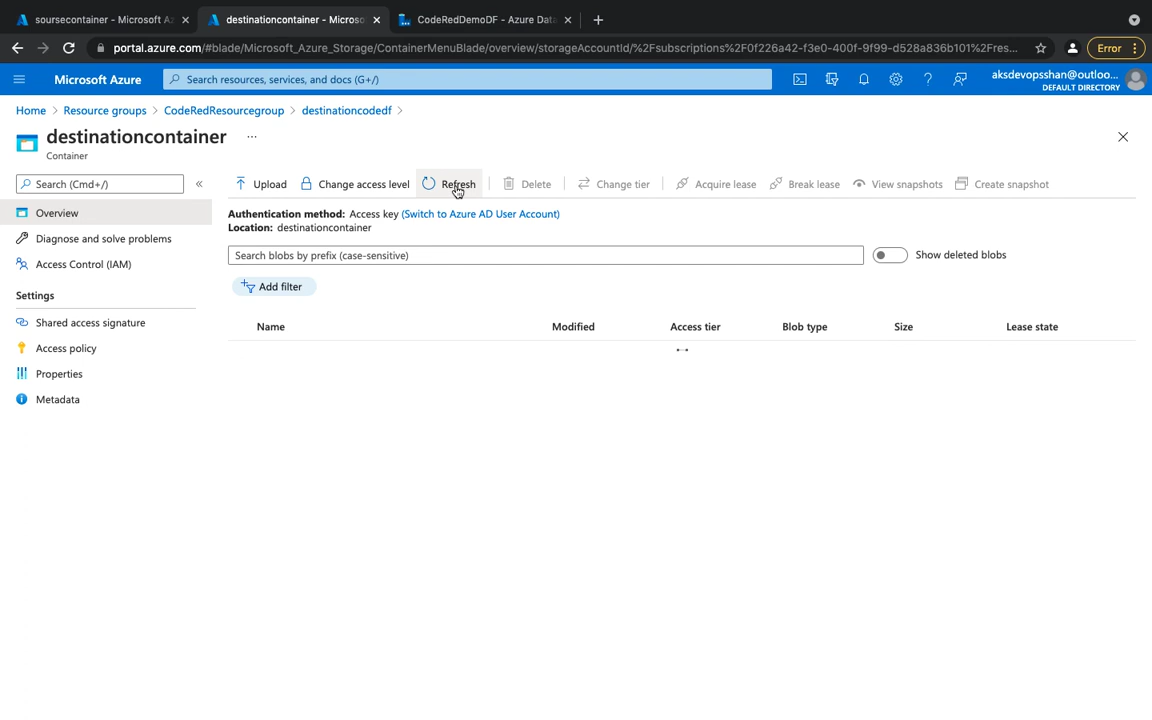 soursecontainer - Microsoft Az
destinationcontainer - Microso
CodeRedDemoDF - Azure Data
portal.azure.com/#blade/Microsoft_Azure_Storage/ContainerMenuBlade/overview/storageAccountId/%2Fsubscriptions%2F0f226a42-f3e0-400f-9f99-d528a836b101%2Fres...
Error
Microsoft Azure
Search resources, services, and docs (G+/)
aksdevopsshan@outloo...
DEFAULT DIRECTORY
Home > Resource groups > CodeRedResourcegroup > destinationcodedf >
destinationcontainer ...
Container
Search (Cmd+/)
«
Upload
Change access level
Refresh
Delete
Change tier
Acquire lease
Break lease
View snapshots
Create snapshot
Overview
Diagnose and solve problems
Access Control (IAM)
Settings
Shared access signature
Access policy
Properties
Metadata
Authentication method: Access key (Switch to Azure AD User Account)
Location: destinationcontainer
Search blobs by prefix (case-sensitive)
Show deleted blobs
Add filter
Name Modified Access tier Blob type Size Lease state